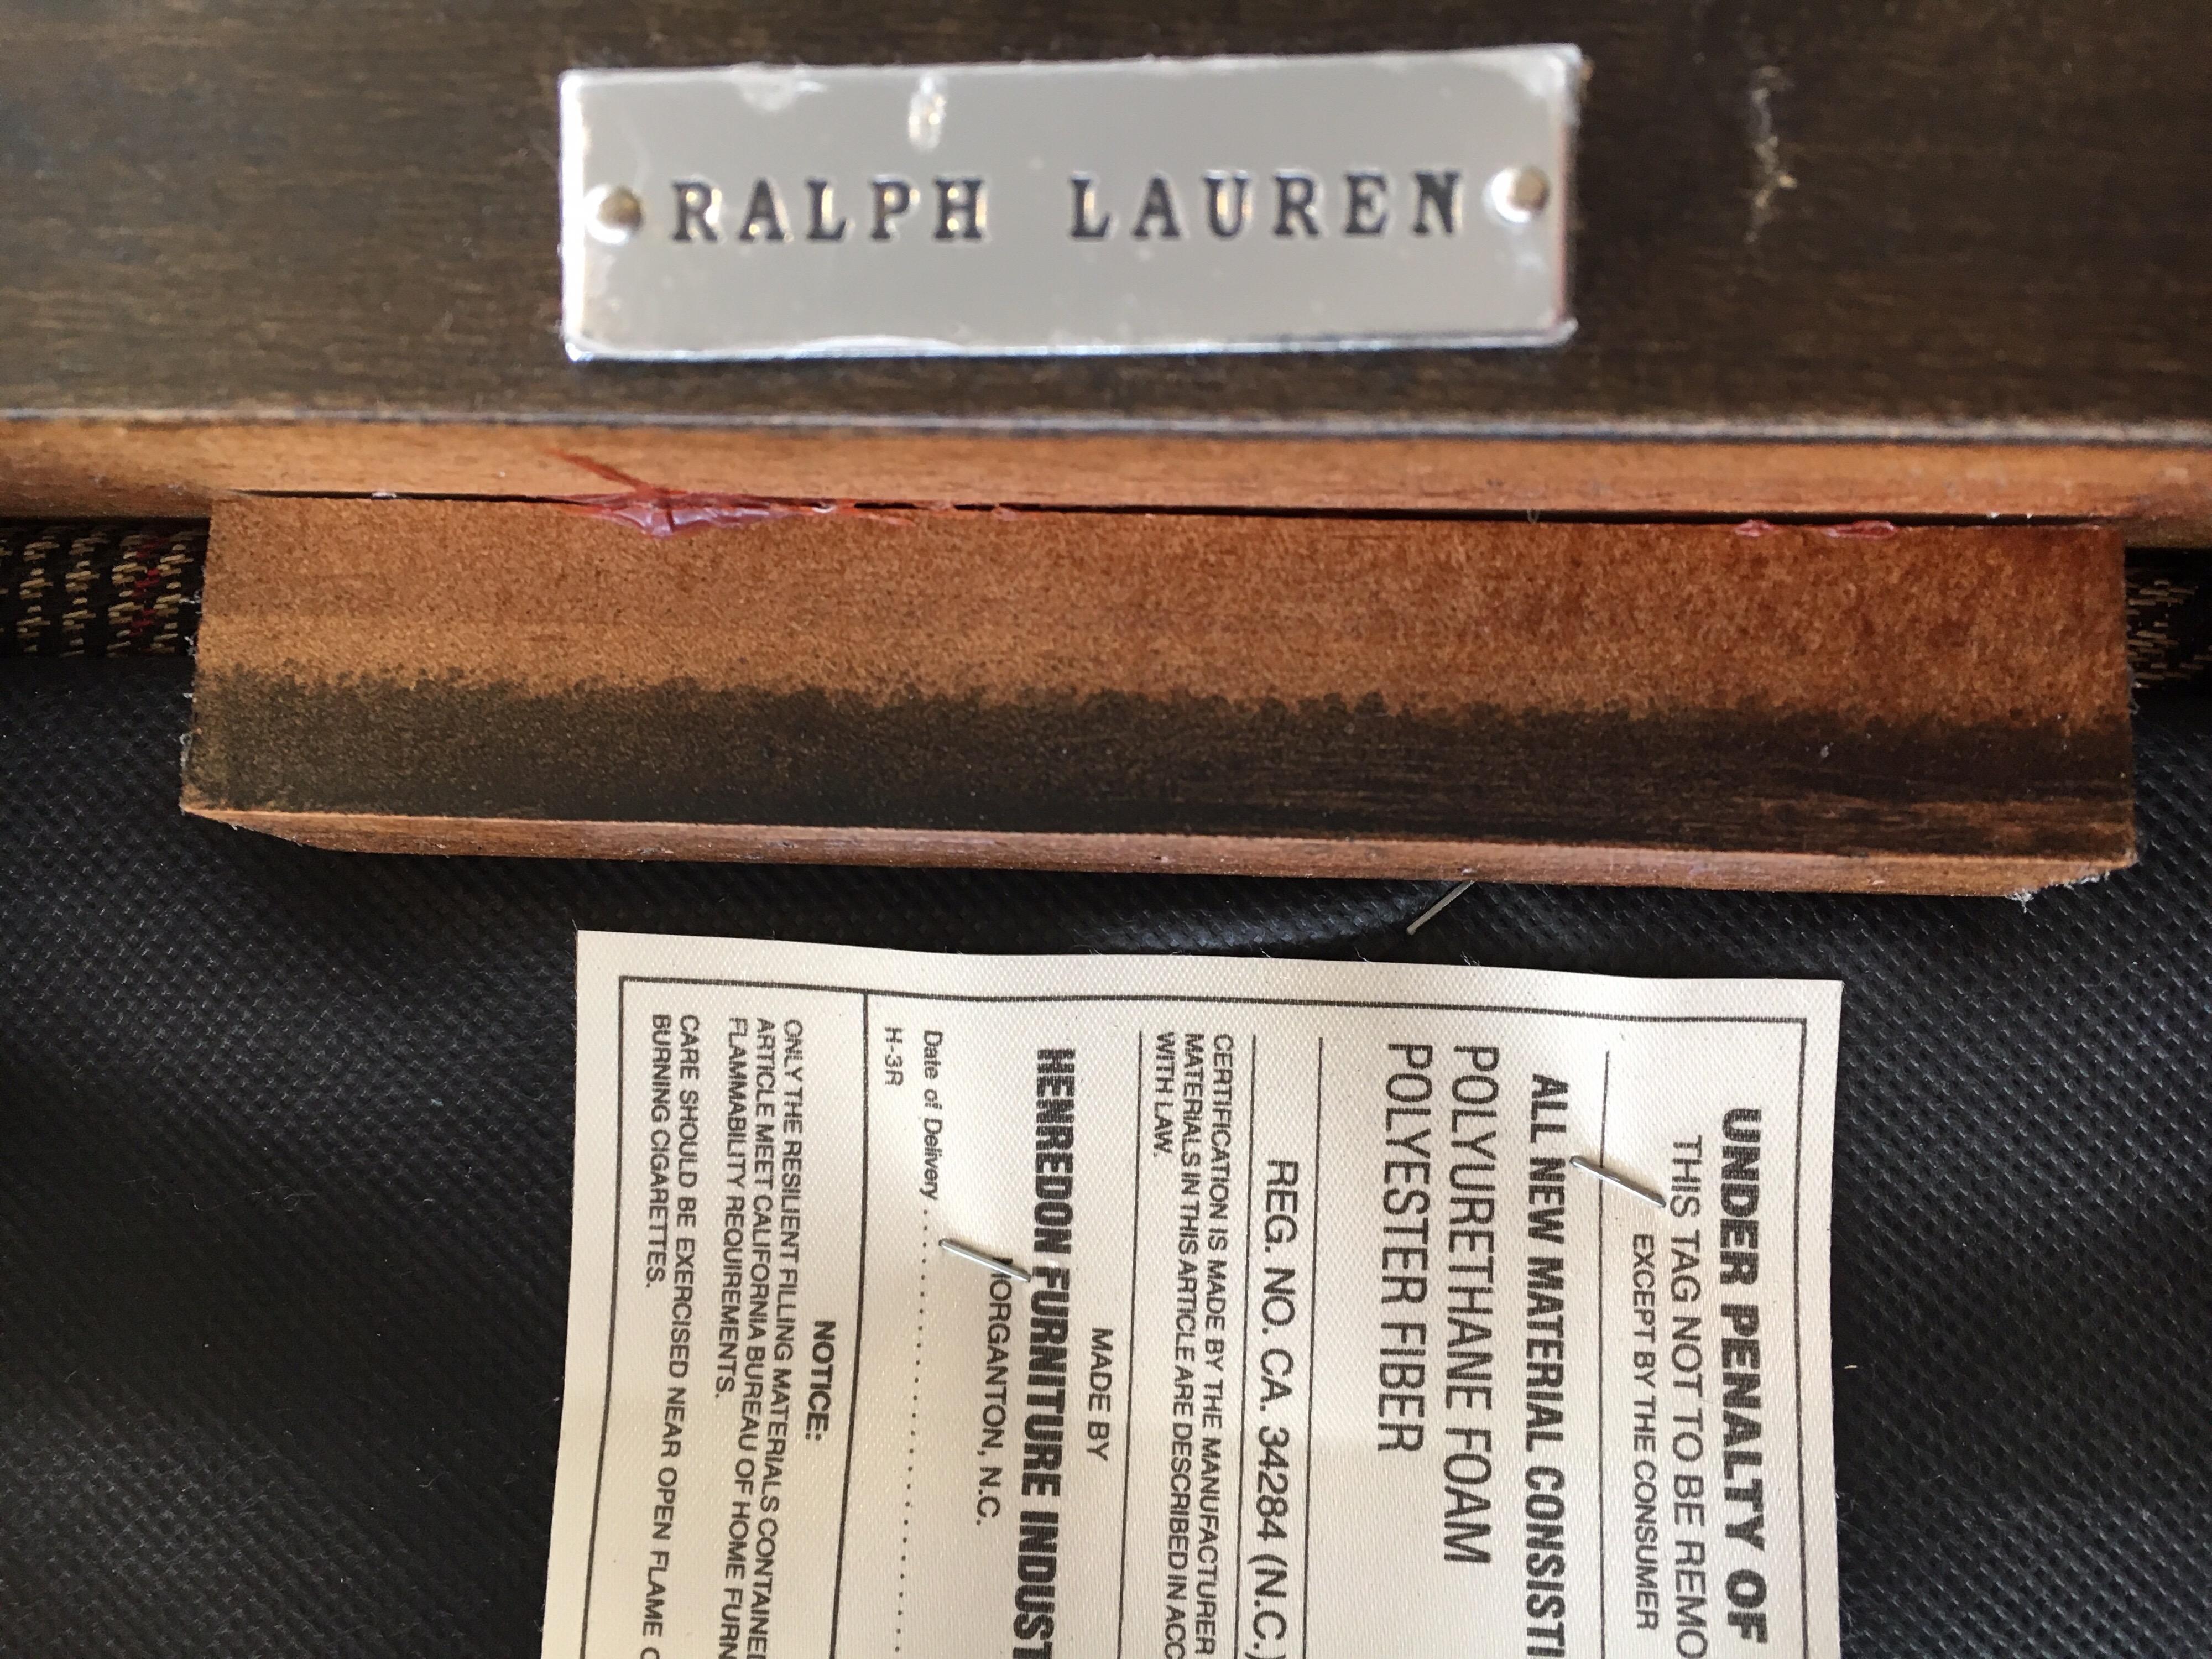 RALPH LAUREN
UNDER PENALTY OF
THIS TAG NOT TO BE REMO
EXCEPT BY THE CONSUMER
ALL NEW MATERIAL CONSISTI
POLYURETHANE FOAM
POLYESTER FIBER
REG. NO. CA. 34284 (N.C.)
CERTIFICATION IS MADE BY THE MANUFACTURER
MATERIALS IN THIS ARTICLE ARE DESCRIBED IN ACC
WITH LAW.
MADE BY
HENREDON FURNITURE INDUST
MORGANTON, N.C.
Date of Delivery
H-3R
NOTICE:
ONLY THE RESILIENT FILLING MATERIALS CONTAINED
ARTICLE MEET CALIFORNIA BUREAU OF HOME FURN
FLAMMABILITY REQUIREMENTS.
CARE SHOULD BE EXERCISED NEAR OPEN FLAME O
BURNING CIGARETTES.